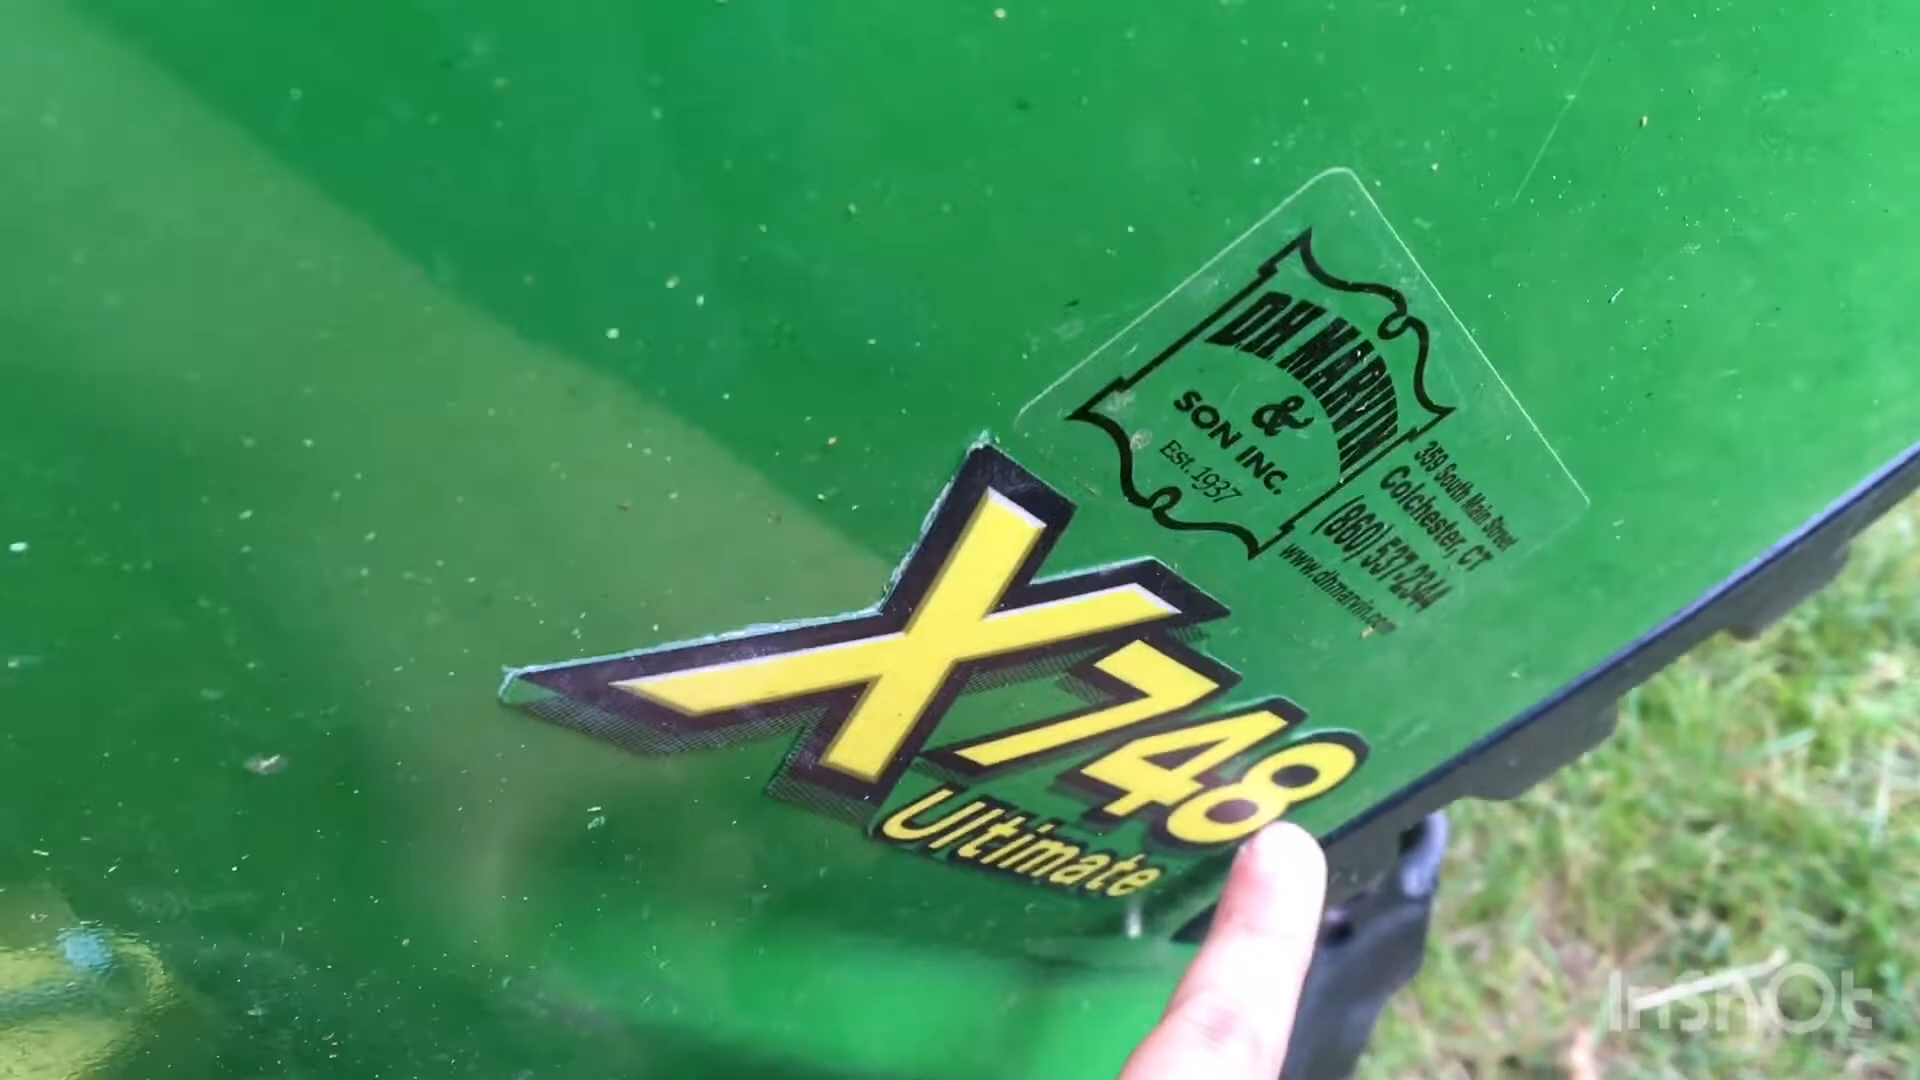 D.H. MARVIN
&
SON INC.
Est. 1937
359 South Main Street
Colchester, CT
(860) 537-2344
www.dhmarvin.com
X748
Ultimate
InShOt